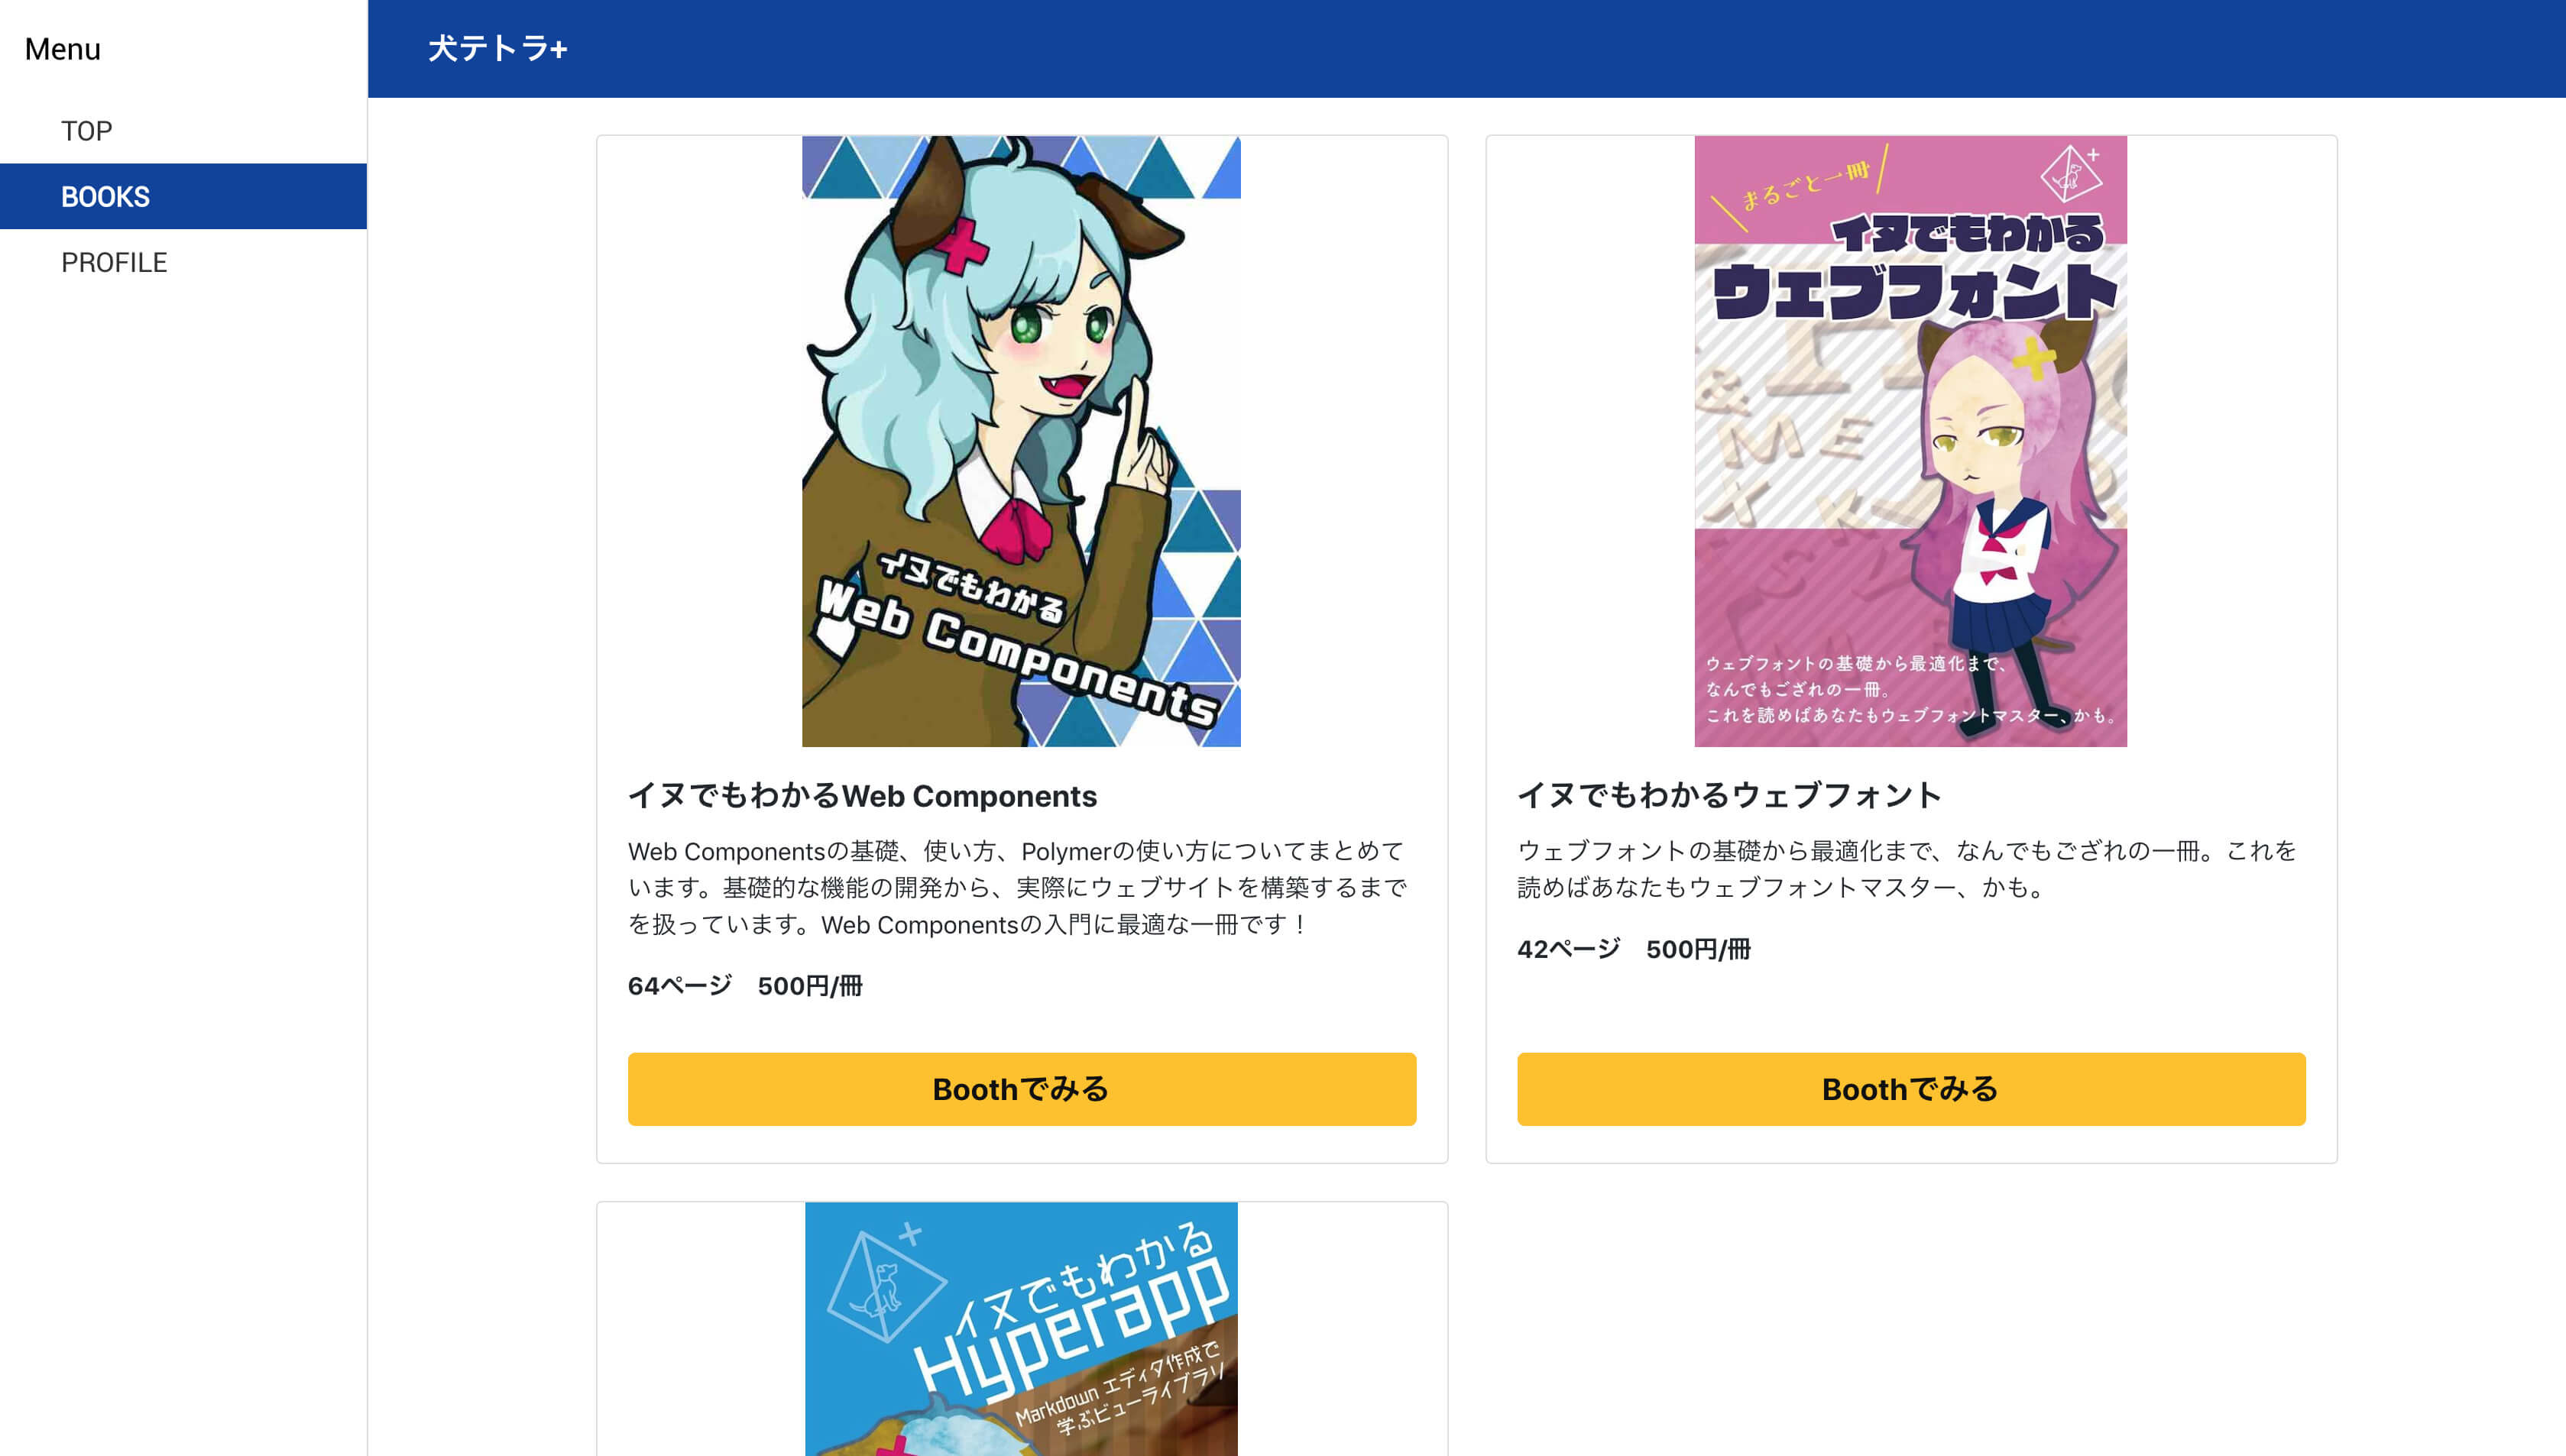 Menu
TOP
BOOKS
PROFILE
犬テトラ+
イヌでもわかる
Web Components
イヌでもわかるWeb Components
Web Componentsの基礎、使い方、Polymerの使い方についてまとめて
います。基礎的な機能の開発から、実際にウェブサイトを構築するまで
を扱っています。Web Componentsの入門に最適な一冊です！
64ページ　500円/冊
Boothでみる
まるごと一冊
イヌでもわかる
ウェブフォント
& ME
ウェブフォントの基礎から最適化まで、
なんでもござれの一冊。
これを読めばあなたもウェブフォントマスター、かも。
イヌでもわかるウェブフォント
ウェブフォントの基礎から最適化まで、なんでもござれの一冊。これを
読めばあなたもウェブフォントマスター、かも。
42ページ　500円/冊
Boothでみる
イヌでもわかる
Hyperapp
Markdown エディタ作成で
学ぶビューライブラリ